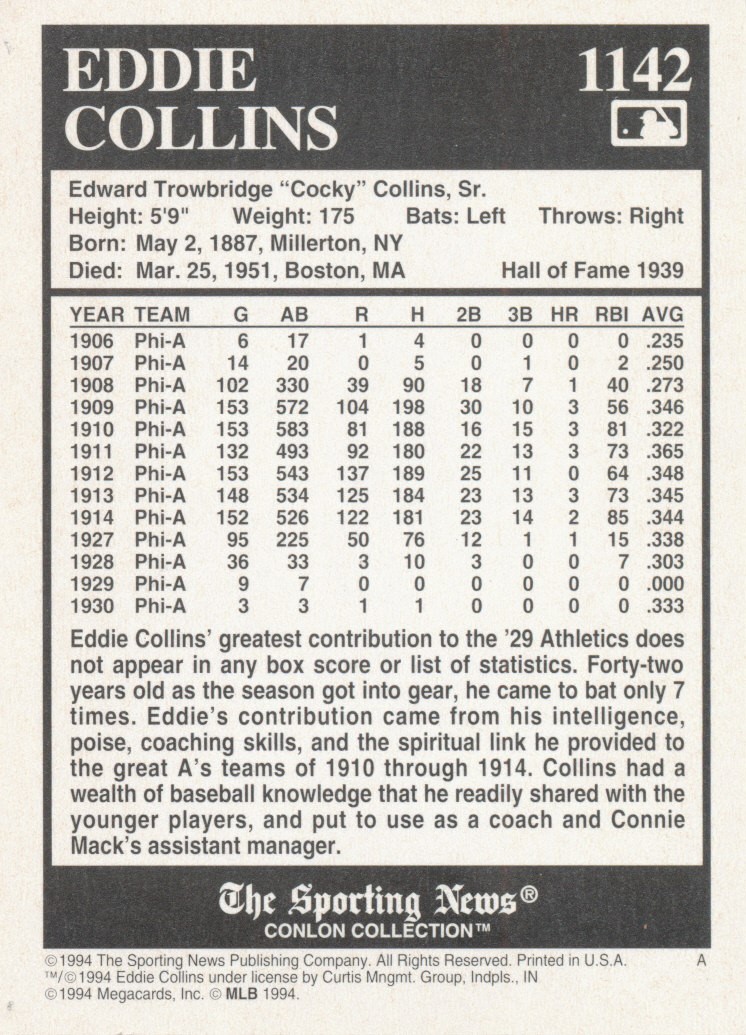 EDDIE 1142
COLLINS
Edward Trowbridge “Cocky” Collins, Sr.
Height: 5'9" Weight: 175 Bats: Left Throws: Right
Born: May 2, 1887, Millerton, NY
Died: Mar. 25, 1951, Boston, MA Hall of Fame 1939
YEAR TEAM G AB R H 2B 3B HR RBI AVG
1906 Phi-A 6 17 1 4 0 0 0 0 .235
1907 Phi-A 14 20 0 5 0 1 0 2 .250
1908 Phi-A 102 330 39 90 18 7 1 40 .273
1909 Phi-A 153 572 104 198 30 10 3 56 .346
1910 Phi-A 153 583 81 188 16 15 3 81 .322
1911 Phi-A 132 493 92 180 22 13 3 73 .365
1912 Phi-A 153 543 137 189 25 11 0 64 .348
1913 Phi-A 148 534 125 184 23 13 3 73 .345
1914 Phi-A 152 526 122 181 23 14 2 85 .344
1927 Phi-A 95 225 50 76 12 1 1 15 .338
1928 Phi-A 36 33 3 10 3 0 0 7 .303
1929 Phi-A 9 7 0 0 0 0 0 0 .000
1930 Phi-A 3 3 1 1 0 0 0 0 .333
Eddie Collins’ greatest contribution to the ’29 Athletics does
not appear in any box score or list of statistics. Forty-two
years old as the season got into gear, he came to bat only 7
times. Eddie’s contribution came from his intelligence,
poise, coaching skills, and the spiritual link he provided to
the great A’s teams of 1910 through 1914. Collins had a
wealth of baseball knowledge that he readily shared with the
younger players, and put to use as a coach and Connie
Mack’s assistant manager.
The Sporting News®
CONLON COLLECTION™
©1994 The Sporting News Publishing Company. All Rights Reserved. Printed in U.S.A. A
™/©1994 Eddie Collins under license by Curtis Mngmt. Group, Indpls., IN
©1994 Megacards, Inc. © MLB 1994.